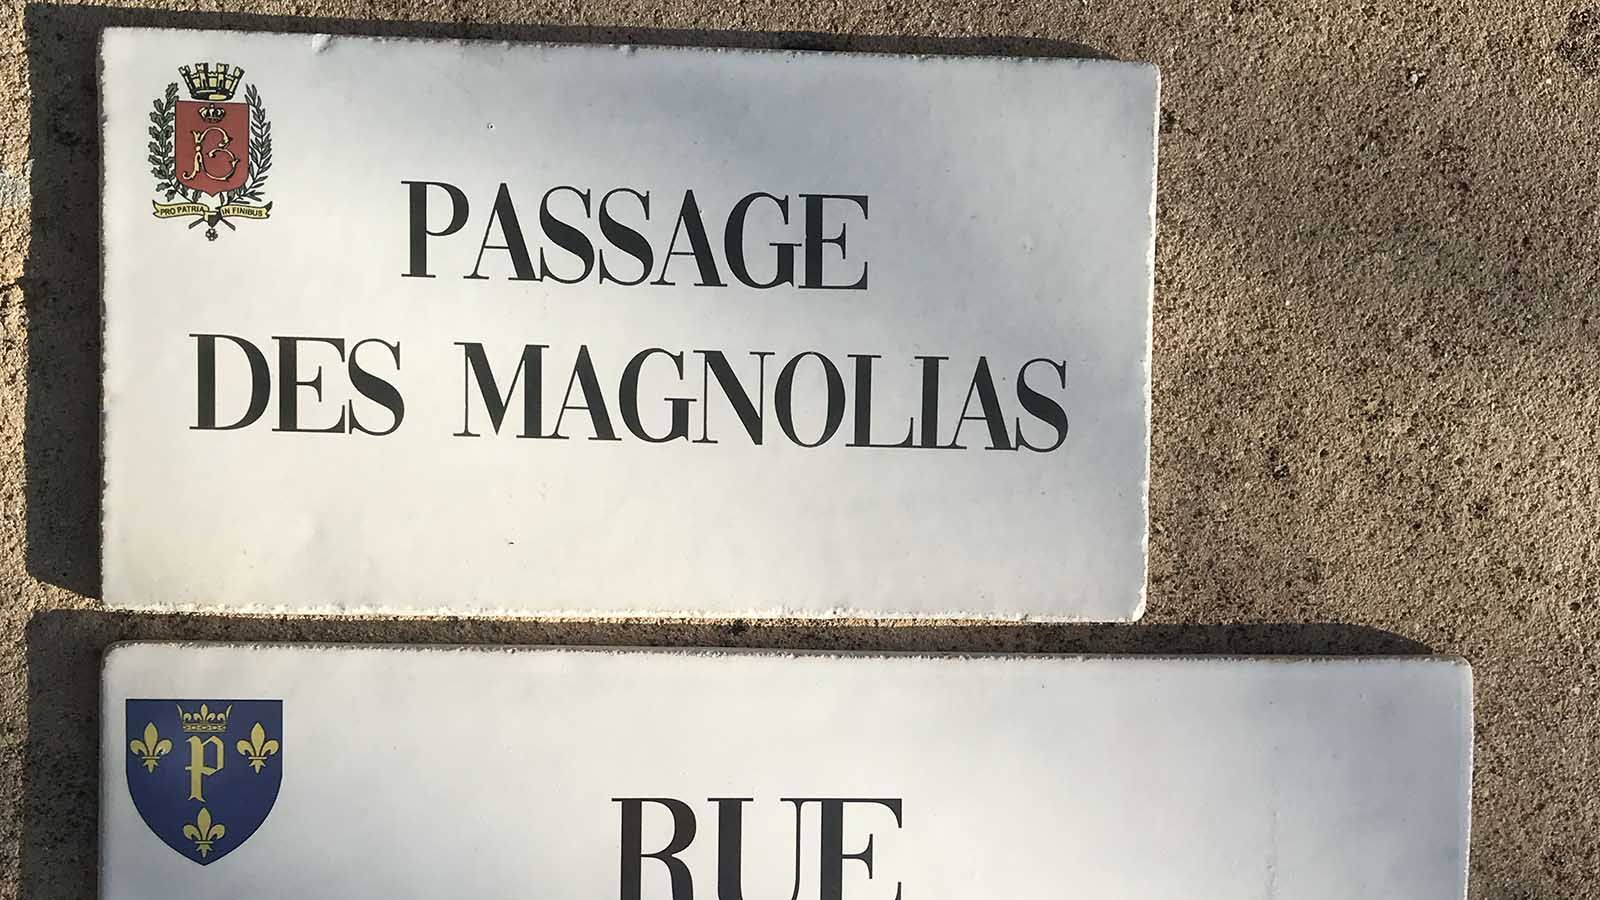 B
PRO PATRIA IN FINIBUS
PASSAGE
DES MAGNOLIAS
P
RUE